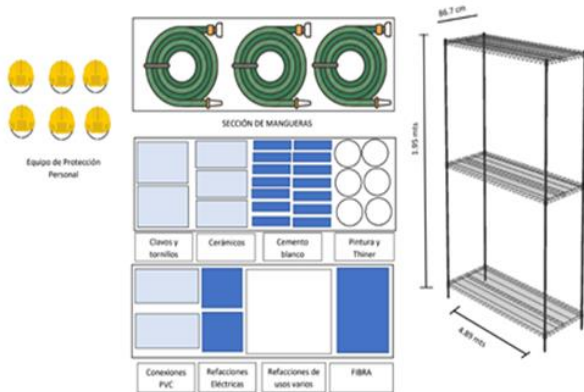 86.7 cm
SECCIÓN DE MANGUERAS
3.95 mts
Equipo de Protección
Personal
Clavos y
tornillos
Cerámicos
Cemento
blanco
Pintura y
Thiner
4.89 mts
Conexiones
PVC
Refacciones
Eléctricas
Refacciones de
usos varios
FIBRA